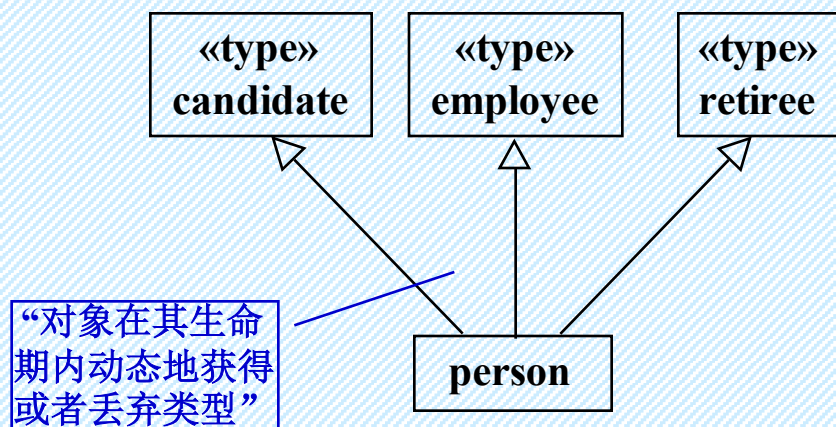 «type»
candidate
«type»
employee
«type»
retiree
“对象在其生命
期内动态地获得
或者丢弃类型”
person